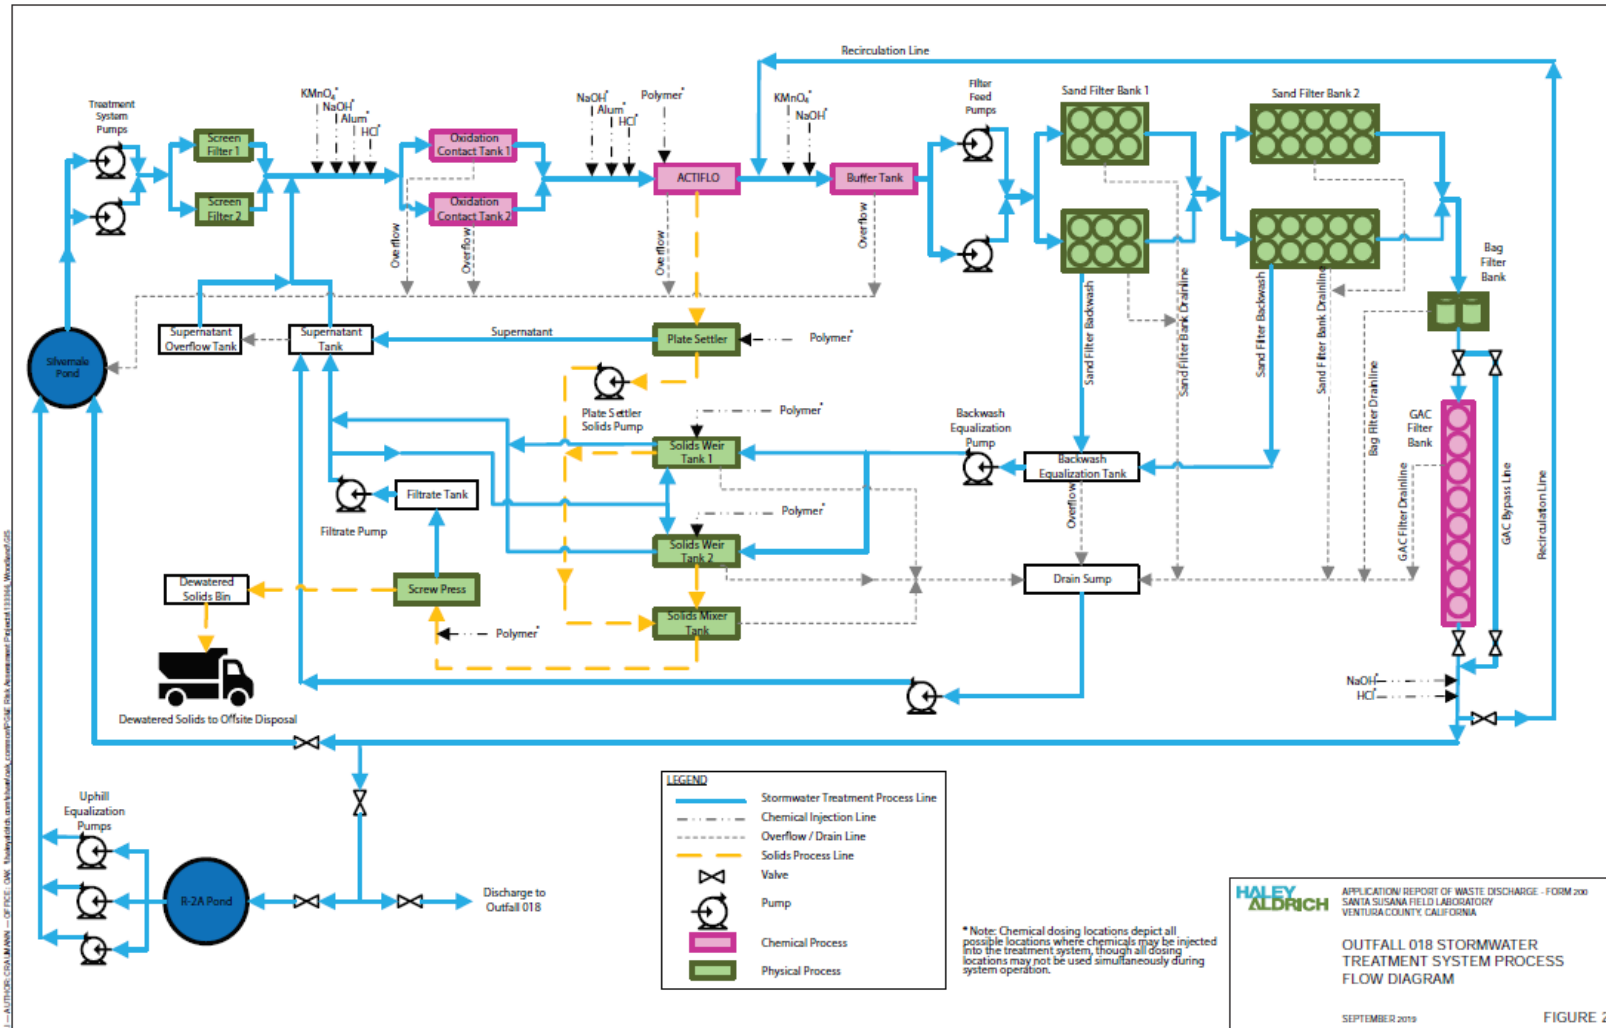 Recirculation Line
Treatment
System
Pumps
KMnO₄*
NaOH*
Alum*
HCl*
NaOH*
Alum*
HCl*
Polymer*
KMnO₄*
NaOH*
Filter
Feed
Pumps
Sand Filter Bank 1
Sand Filter Bank 2
Screen
Filter 1
Screen
Filter 2
Oxidation
Contact Tank 1
Oxidation
Contact Tank 2
ACTIFLO
Buffer Tank
Overflow
Overflow
Overflow
Overflow
Bag
Filter
Bank
Silvernale
Pond
Supernatant
Overflow Tank
Supernatant
Tank
Supernatant
Plate Settler
Polymer*
Plate Settler
Solids Pump
Polymer*
Solids Weir
Tank 1
Backwash
Equalization
Pump
Backwash
Equalization Tank
Sand Filter Backwash
Sand Filter Bank Drainline
Sand Filter Backwash
Sand Filter Bank Drainline
Bag Filter Drainline
GAC
Filter
Bank
GAC Filter Drainline
GAC Bypass Line
Recirculation Line
Filtrate Tank
Filtrate Pump
Polymer*
Solids Weir
Tank 2
Overflow
Drain Sump
Dewatered
Solids Bin
Screw Press
Solids Mixer
Tank
Polymer*
Dewatered Solids to Offsite Disposal
NaOH*
HCl*
Uphill
Equalization
Pumps
R-2A Pond
Discharge to
Outfall 018
LEGEND
Stormwater Treatment Process Line
Chemical Injection Line
Overflow / Drain Line
Solids Process Line
Valve
Pump
Chemical Process
Physical Process
* Note: Chemical dosing locations depict all
possible locations where chemicals may be injected
into the treatment system, though all dosing
locations may not be used simultaneously during
system operation.
HALEY
ALDRICH
APPLICATION/ REPORT OF WASTE DISCHARGE - FORM 200
SANTA SUSANA FIELD LABORATORY
VENTURA COUNTY, CALIFORNIA
OUTFALL 018 STORMWATER
TREATMENT SYSTEM PROCESS
FLOW DIAGRAM
SEPTEMBER 2019
FIGURE 2